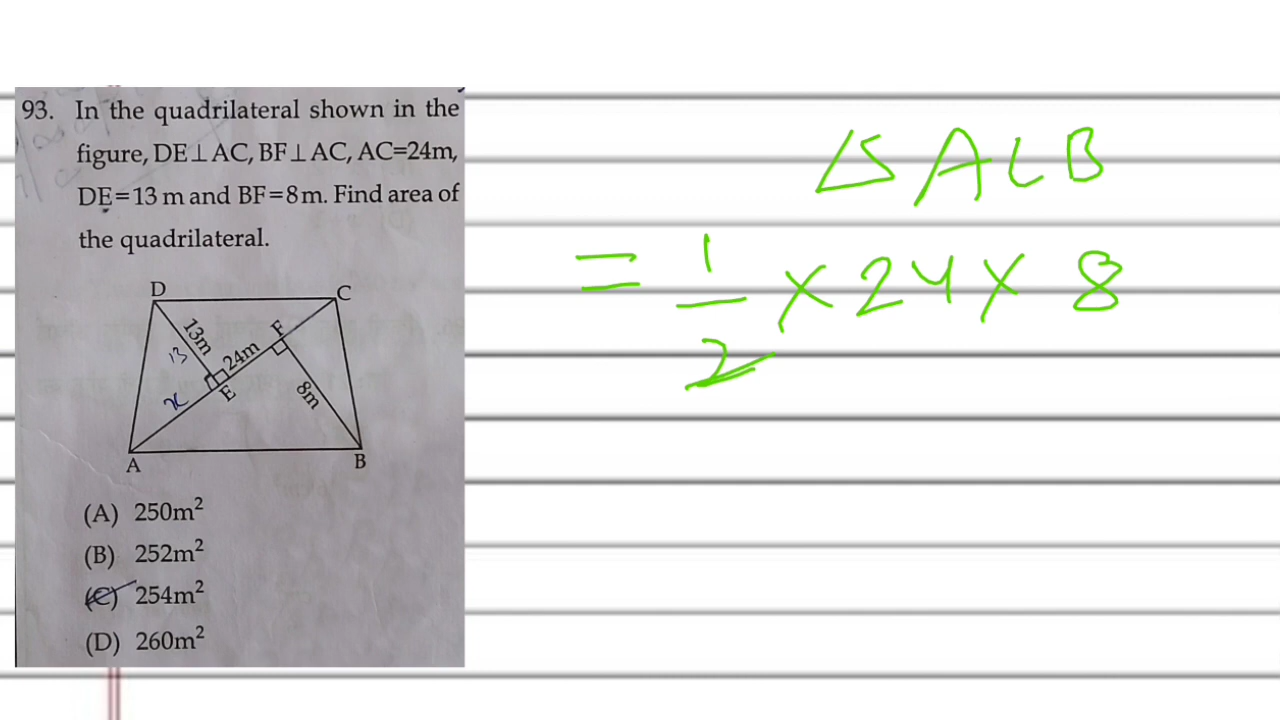 93. In the quadrilateral shown in the
figure, DE⊥AC, BF⊥AC, AC=24m,
DE=13 m and BF=8m. Find area of
the quadrilateral.
D
C
13m
F
13
24m
x
E
8m
A
B
(A) 250m²
(B) 252m²
(C) 254m²
(D) 260m²
△ ACB
= 1/2 × 24 × 8